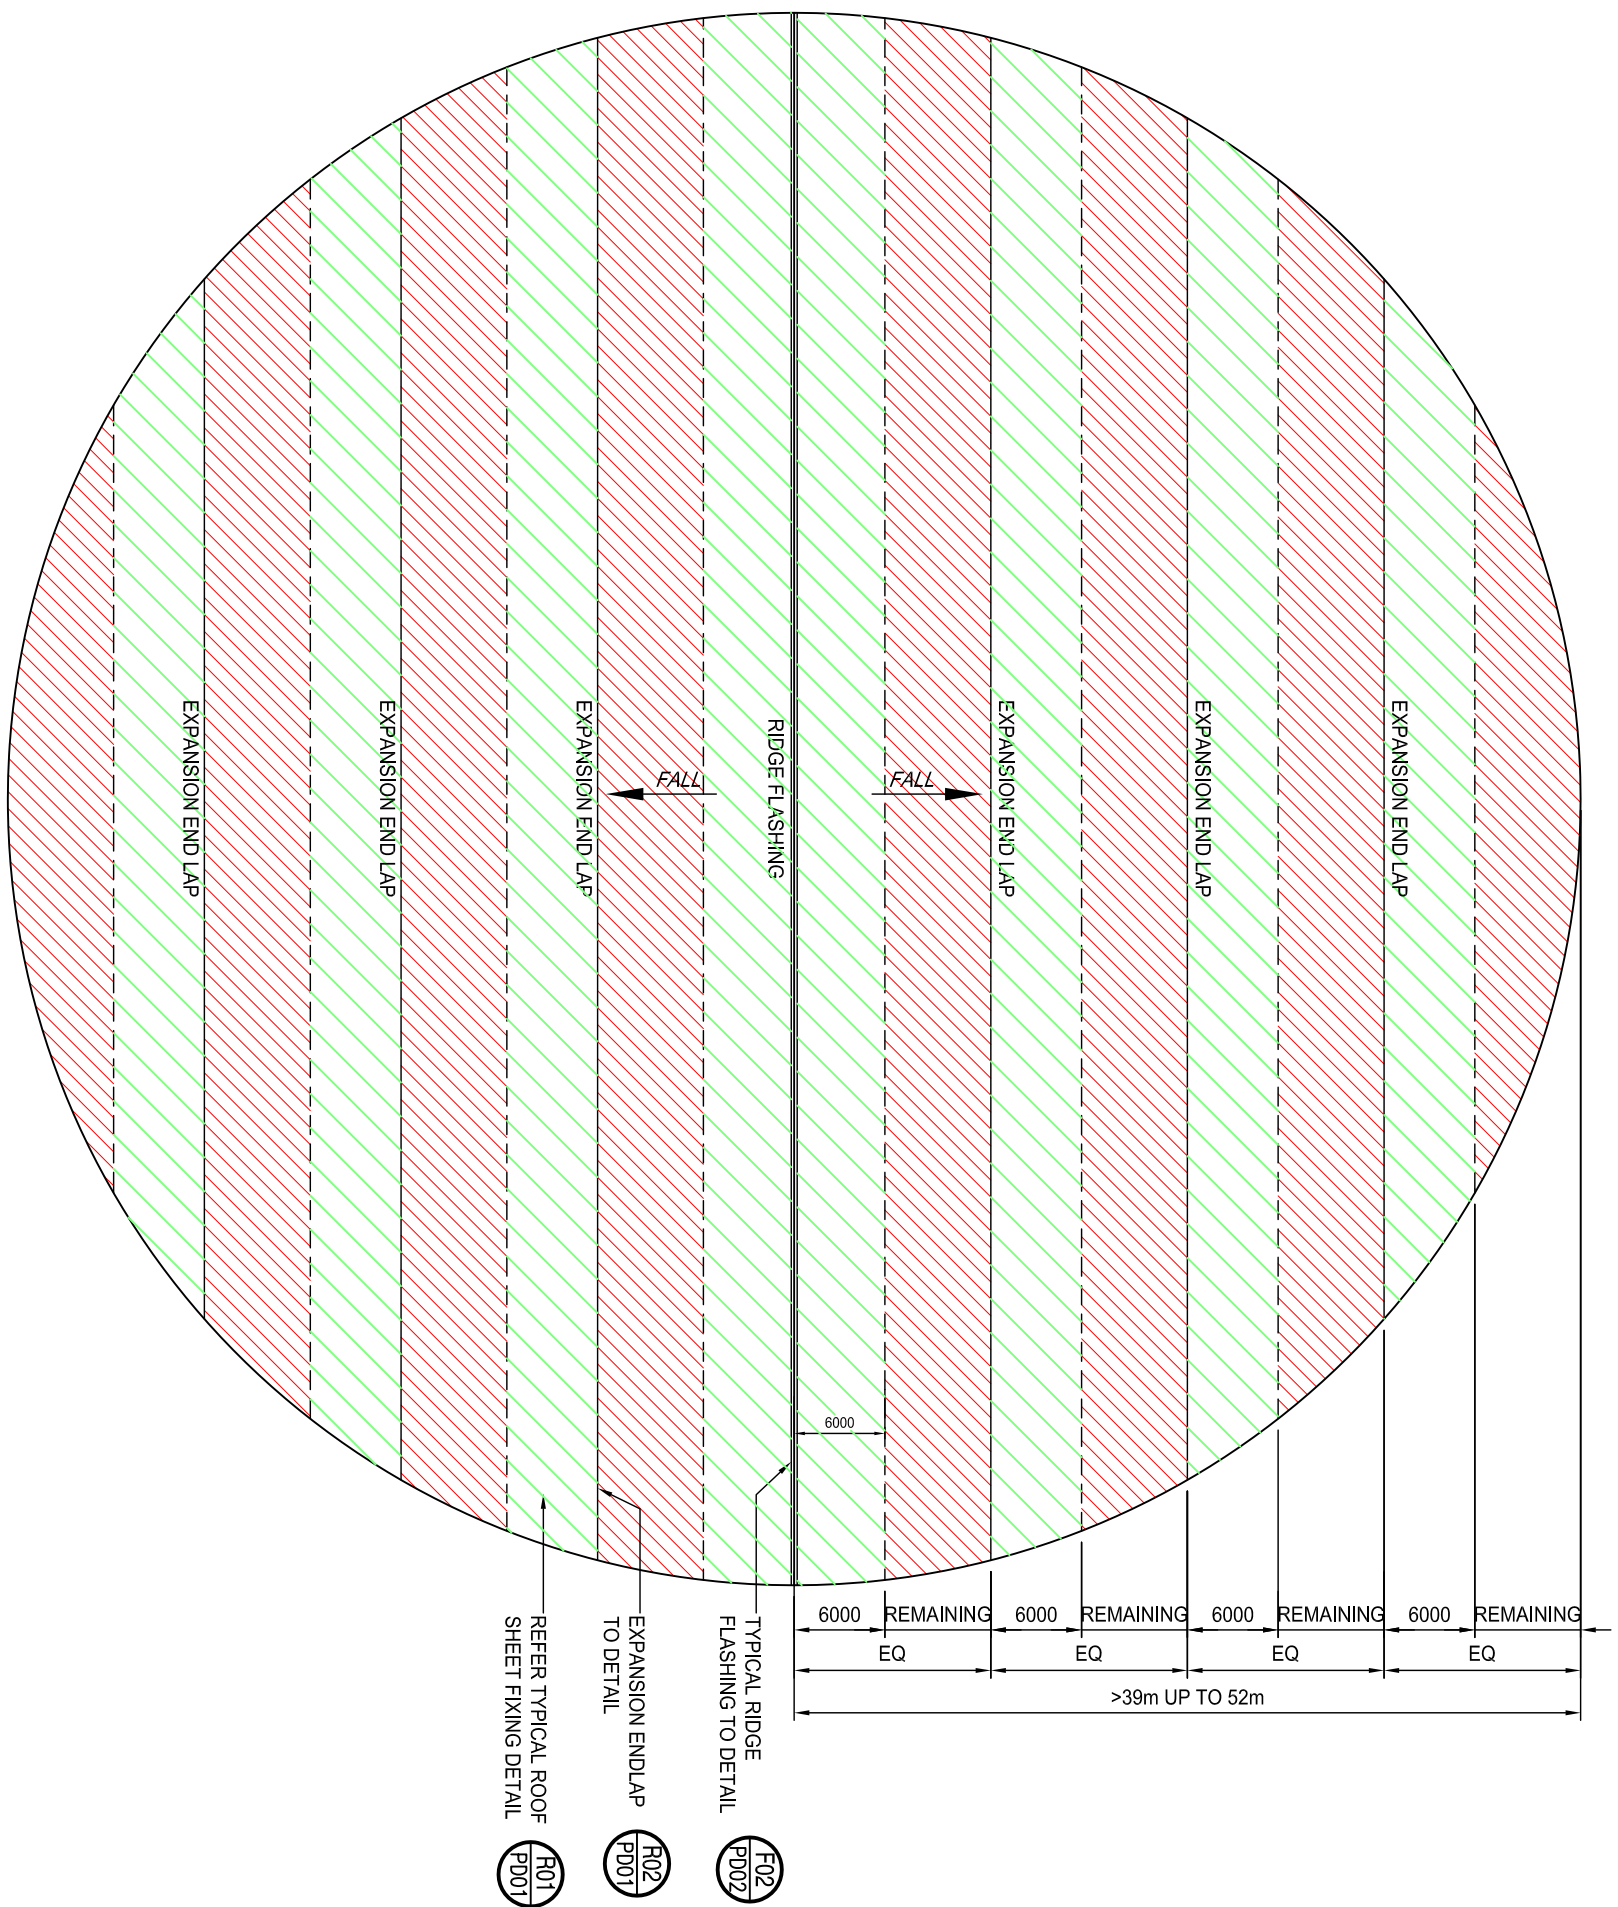 EXPANSION END LAP
EXPANSION END LAP
EXPANSION END LAP
RIDGE FLASHING
EXPANSION END LAP
EXPANSION END LAP
EXPANSION END LAP
FALL
FALL
6000
6000
REMAINING
6000
REMAINING
6000
REMAINING
6000
REMAINING
EQ
EQ
EQ
EQ
>39m UP TO 52m
TYPICAL RIDGE
FLASHING TO DETAIL
F02
PD02
EXPANSION ENDLAP
TO DETAIL
R02
PD01
REFER TYPICAL ROOF
SHEET FIXING DETAIL
R01
PD01